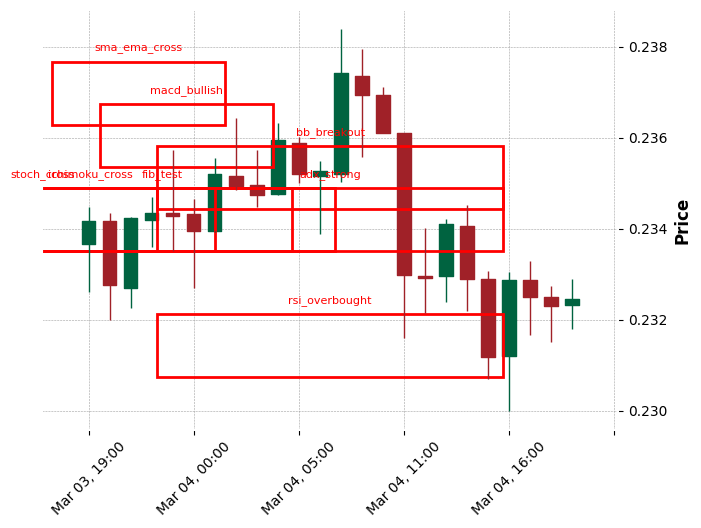 sma_ema_cross
macd_bullish
bb_breakout
stoch_cross
ichimoku_cross
fib_test
adx_strong
rsi_overbought
0.238
0.236
0.234
0.232
0.230
Price
Mar 03, 19:00
Mar 04, 00:00
Mar 04, 05:00
Mar 04, 11:00
Mar 04, 16:00